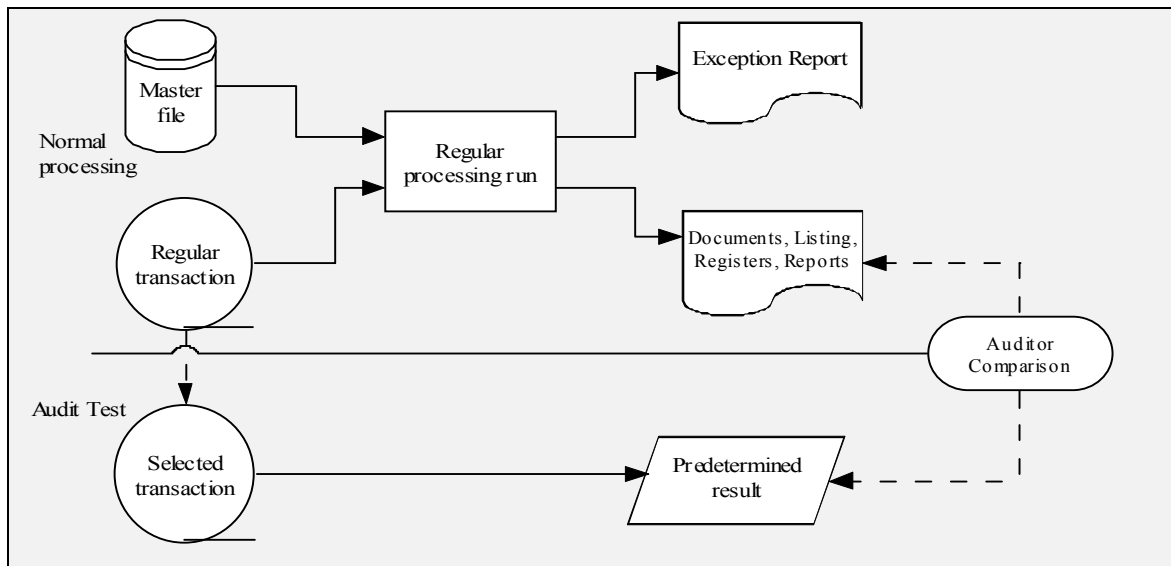 Master
file
Normal
processing
Regular
processing run
Exception Report
Regular
transaction
Documents, Listing,
Registers, Reports
Auditor
Comparison
Audit Test
Selected
transaction
Predetermined
result